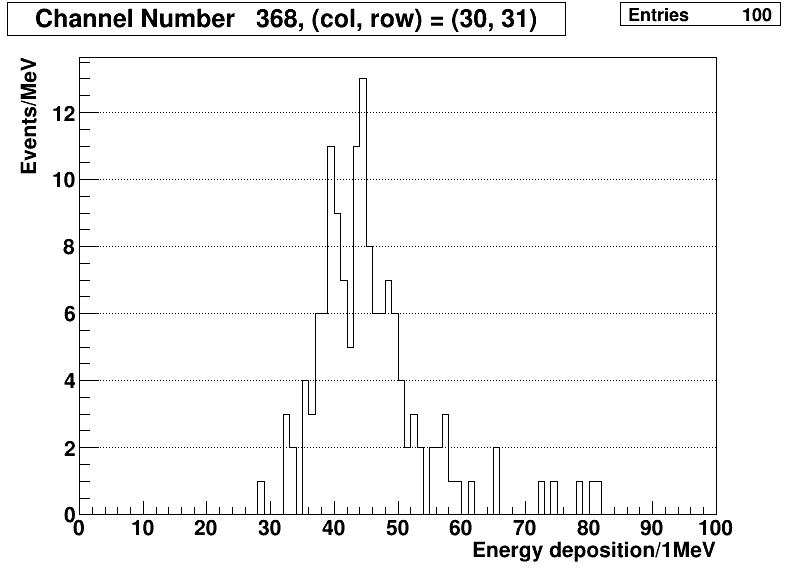 Channel Number 368, (col, row) = (30, 31)
Entries 100
Events/MeV
12
10
8
6
4
2
0
0 10 20 30 40 50 60 70 80 90 100
Energy deposition/1MeV